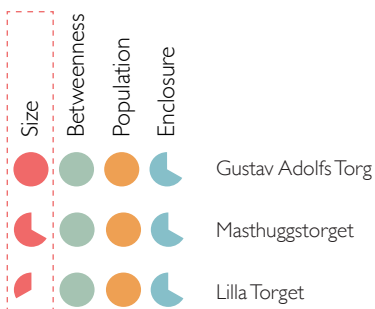 Size
Betweenness
Population
Enclosure
Gustav Adolfs Torg
Masthuggstorget
Lilla Torget